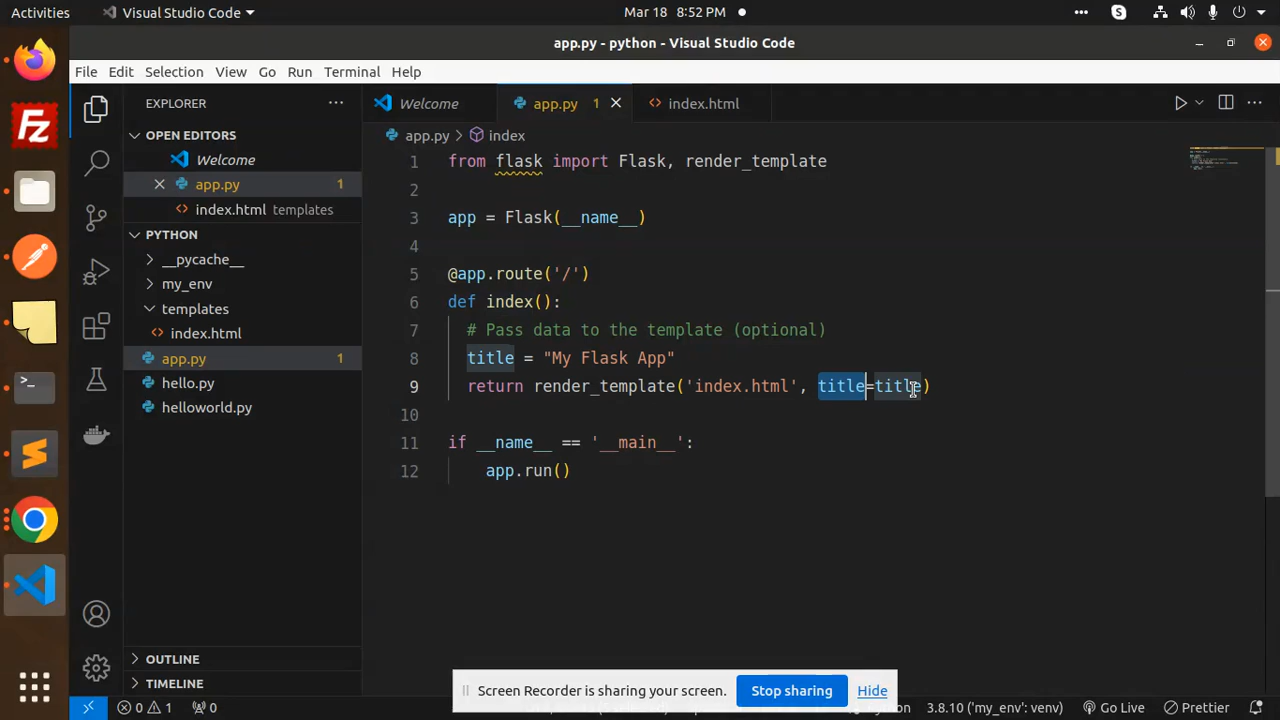 Activities
Visual Studio Code
Mar 18 8:52 PM
app.py - python - Visual Studio Code
File Edit Selection View Go Run Terminal Help
EXPLORER
OPEN EDITORS
Welcome
app.py 1
index.html templates
PYTHON
__pycache__
my_env
templates
index.html
app.py 1
hello.py
helloworld.py
OUTLINE
TIMELINE
Welcome
app.py 1
index.html
app.py > index
1 from flask import Flask, render_template
2
3 app = Flask(__name__)
4
5 @app.route('/')
6 def index():
7 # Pass data to the template (optional)
8 title = "My Flask App"
9 return render_template('index.html', title=title)
10
11 if __name__ == '__main__':
12 app.run()
Screen Recorder is sharing your screen. Stop sharing Hide
0 1 0
3.8.10 ('my_env': venv) Go Live Prettier